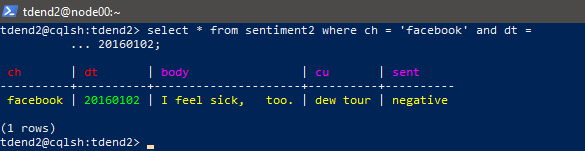 tdend2@node00:~
tdend2@cqlsh:tdend2> select * from sentiment2 where ch = 'facebook' and dt =
... 20160102;
ch | dt | body | cu | sent
----------+----------+----------------------+----------+----------
facebook | 20160102 | I feel sick,   too. | dew tour | negative
(1 rows)
tdend2@cqlsh:tdend2>